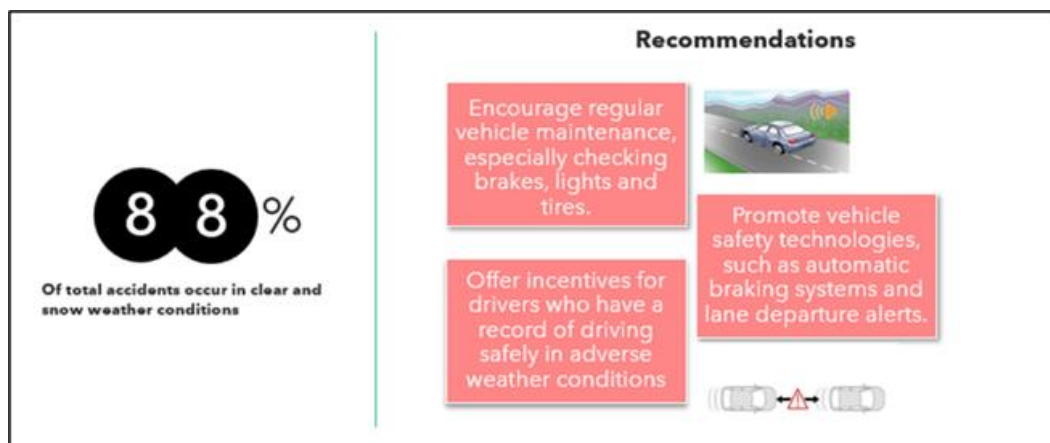 88%
Of total accidents occur in clear and
snow weather conditions
Recommendations
Encourage regular
vehicle maintenance,
especially checking
brakes, lights and
tires.
Promote vehicle
safety technologies,
such as automatic
braking systems and
lane departure alerts.
Offer incentives for
drivers who have a
record of driving
safely in adverse
weather conditions